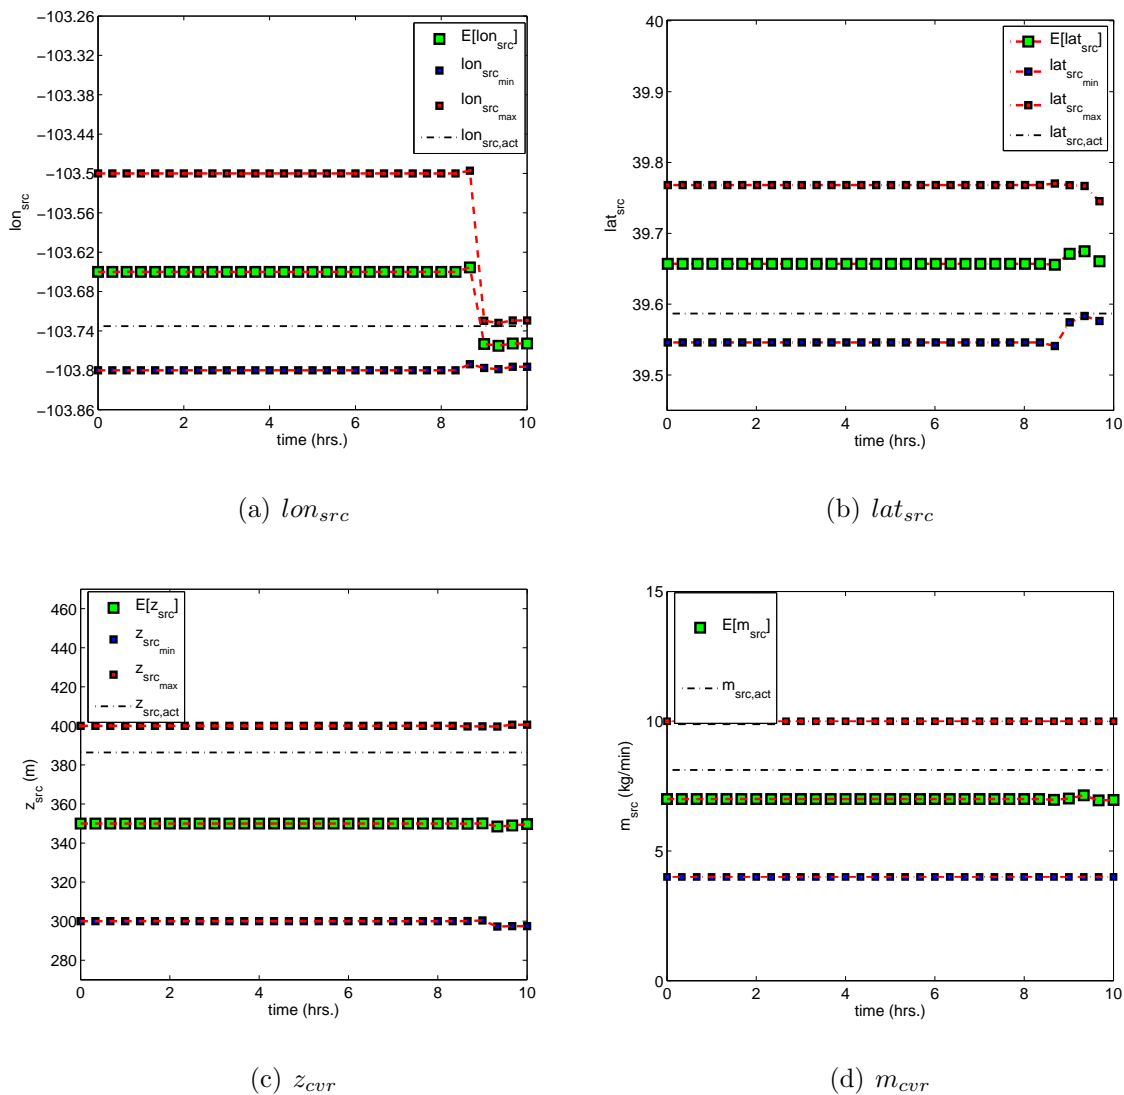 −103.26
−103.32
−103.38
−103.44
−103.5
−103.56
−103.62
−103.68
−103.74
−103.8
−103.86
0 2 4 6 8 10
time (hrs.)
lon_src
E[lon_src]
lon_src_min
lon_src_max
lon_src,act
(a) lon_src
40
39.9
39.8
39.7
39.6
39.5
0 2 4 6 8 10
time (hrs.)
lat_src
E[lat_src]
lat_src_min
lat_src_max
lat_src,act
(b) lat_src
460
440
420
400
380
360
340
320
300
280
0 2 4 6 8 10
time (hrs.)
z_src (m)
E[z_src]
z_src_min
z_src_max
z_src,act
(c) z_cvr
15
10
5
0
0 2 4 6 8 10
time (hrs.)
m_src (kg/min)
E[m_src]
m_src,act
(d) m_cvr